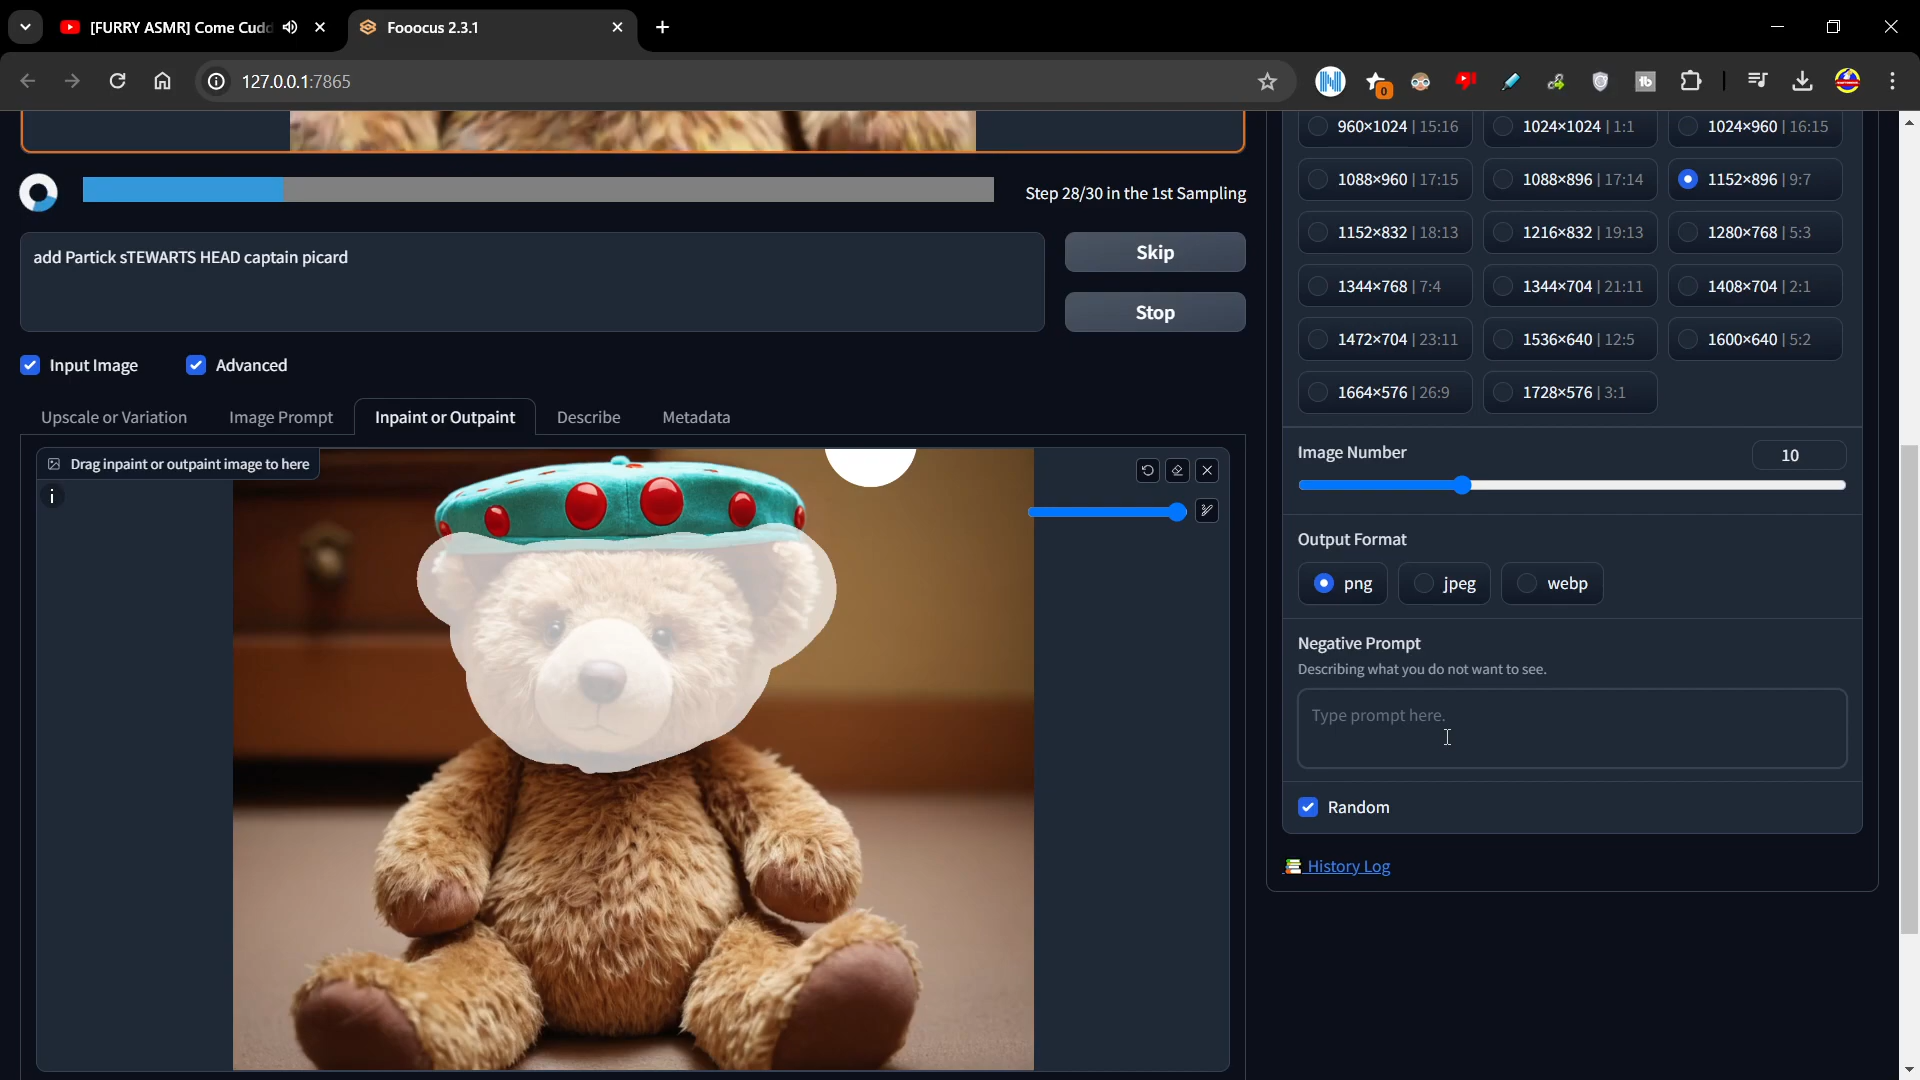 [FURRY ASMR] Come Cudd
Fooocus 2.3.1
127.0.0.1:7865
0
tb
960×1024 | 15:16
1024×1024 | 1:1
1024×960 | 16:15
1088×960 | 17:15
1088×896 | 17:14
1152×896 | 9:7
1152×832 | 18:13
1216×832 | 19:13
1280×768 | 5:3
1344×768 | 7:4
1344×704 | 21:11
1408×704 | 2:1
1472×704 | 23:11
1536×640 | 12:5
1600×640 | 5:2
1664×576 | 26:9
1728×576 | 3:1
Step 28/30 in the 1st Sampling
add Partick sTEWARTS HEAD captain picard
Skip
Stop
Input Image
Advanced
Upscale or Variation
Image Prompt
Inpaint or Outpaint
Describe
Metadata
Drag inpaint or outpaint image to here
i
Image Number
10
Output Format
png
jpeg
webp
Negative Prompt
Describing what you do not want to see.
Type prompt here.
Random
History Log